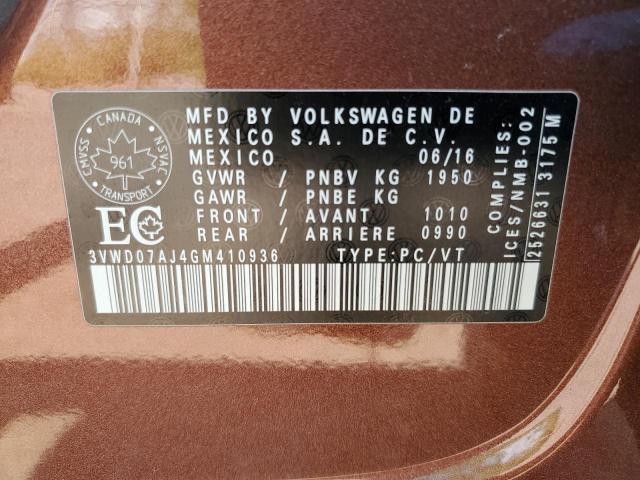 CANADA
NSVAC
961
TRANSPORT
CMVSS
EC
MFD BY VOLKSWAGEN DE
MEXICO S.A. DE C.V.
MEXICO 06/16
GVWR / PNBV KG 1950
GAWR / PNBE KG
FRONT / AVANT 1010
REAR / ARRIERE 0990
3VWD07AJ4GM410936 TYPE:PC/VT
COMPLIES:
ICES/NMB-002
2526631 3175 M